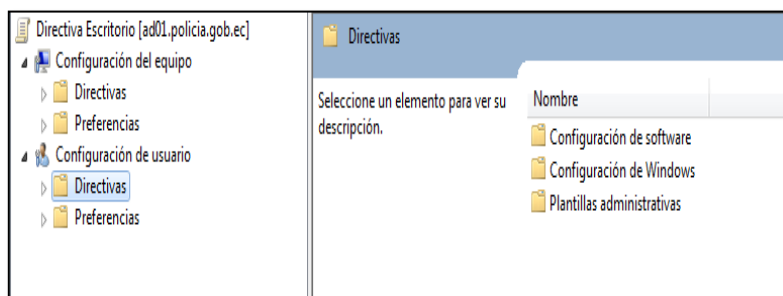 Directiva Escritorio [ad01.policia.gob.ec]
Configuración del equipo
Directivas
Preferencias
Configuración de usuario
Directivas
Preferencias
Directivas
Seleccione un elemento para ver su
descripción.
Nombre
Configuración de software
Configuración de Windows
Plantillas administrativas